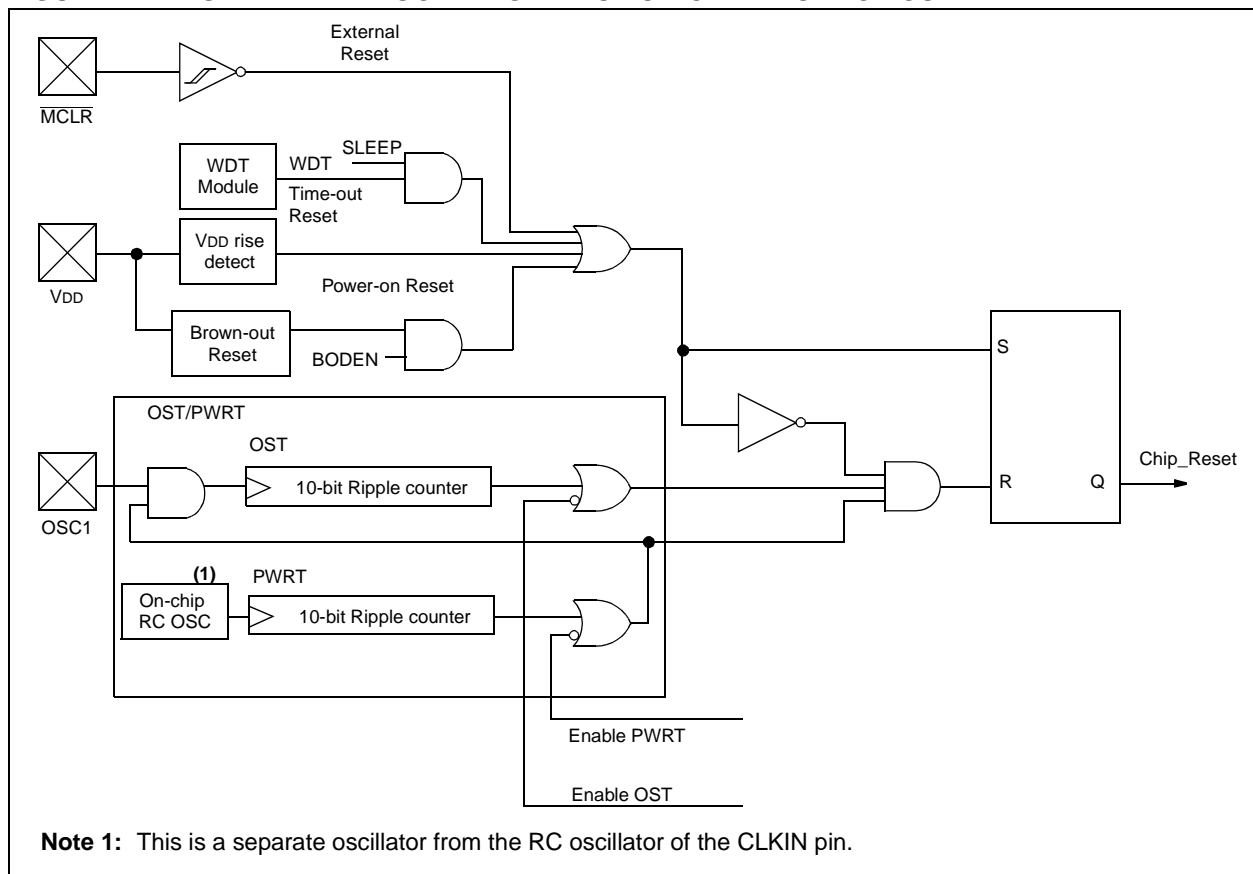 External
Reset
MCLR
SLEEP
WDT
Module
WDT
Time-out
Reset
VDD rise
detect
VDD
Power-on Reset
Brown-out
Reset
BODEN
S
OST/PWRT
OST
10-bit Ripple counter
OSC1
Chip_Reset
R
Q
(1)
PWRT
On-chip
RC OSC
10-bit Ripple counter
Enable PWRT
Enable OST
Note 1: This is a separate oscillator from the RC oscillator of the CLKIN pin.